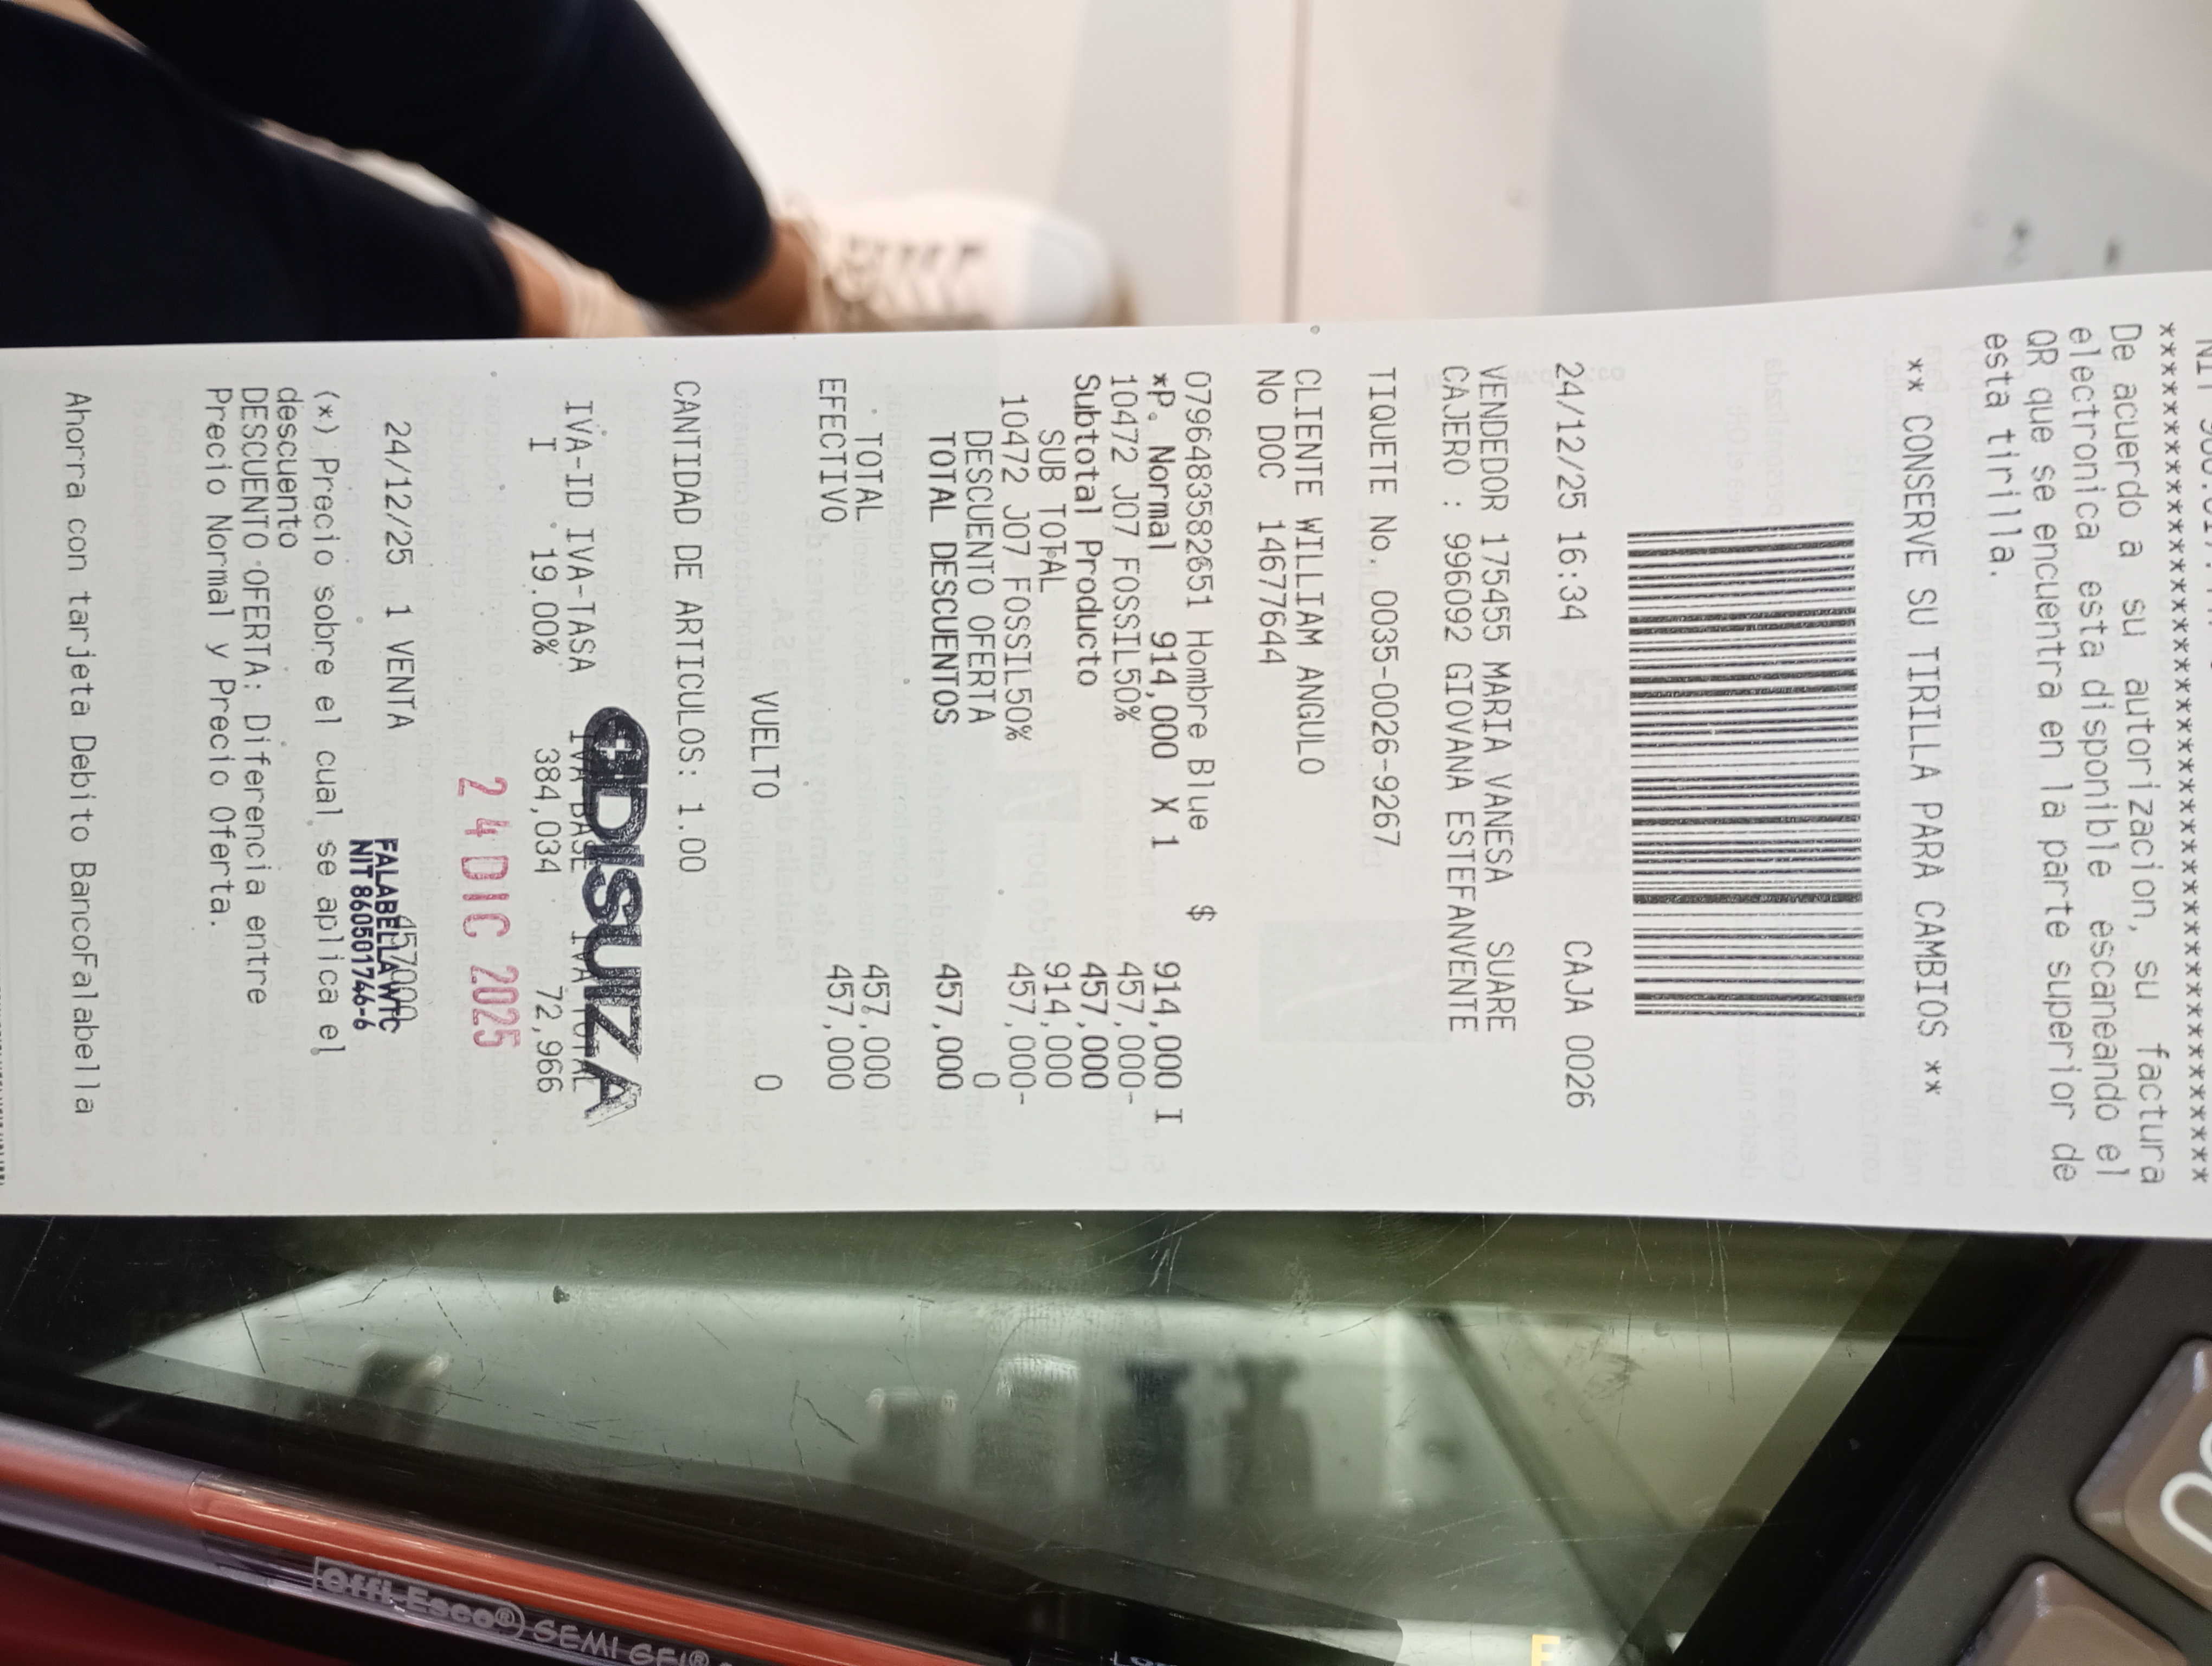 *************************************
De acuerdo a su autorizacion, su factura
electronica esta disponible escaneando el
QR que se encuentra en la parte superior de
esta tirilla.
** CONSERVE SU TIRILLA PARA CAMBIOS **
24/12/25 16:34 CAJA 0026
VENDEDOR 175455 MARIA VANESA SUARE
CAJERO : 996092 GIOVANA ESTEFANVENTE
TIQUETE No. 0035-0026-9267
CLIENTE WILLIAM ANGULO
No DOC 14677644
Hombre Blue $
*P. Normal 914,000 X 1 914,000 I
10472 J07 FOSSIL50% 457,000-
Subtotal Producto 457,000
SUB TOTAL 914,000
10472 J07 FOSSIL50% 457,000-
DESCUENTO OFERTA 0
TOTAL DESCUENTOS 457,000
TOTAL 457,000
EFECTIVO 457,000
VUELTO 0
CANTIDAD DE ARTICULOS: 1.00
DISUIZA
IVA-ID IVA-TASA IVA BASE IVA TOTAL
I 19.00% 384,034 72,966
24 DIC 2025
24/12/25 1 VENTA 457000
FALABELLA WTC
NIT 860501746-6
(*) Precio sobre el cual se aplica el
descuento
DESCUENTO OFERTA: Diferencia entre
Precio Normal y Precio Oferta.
Ahorra con tarjeta Debito BancoFalabella
offi-Esco® SEMI GEL®